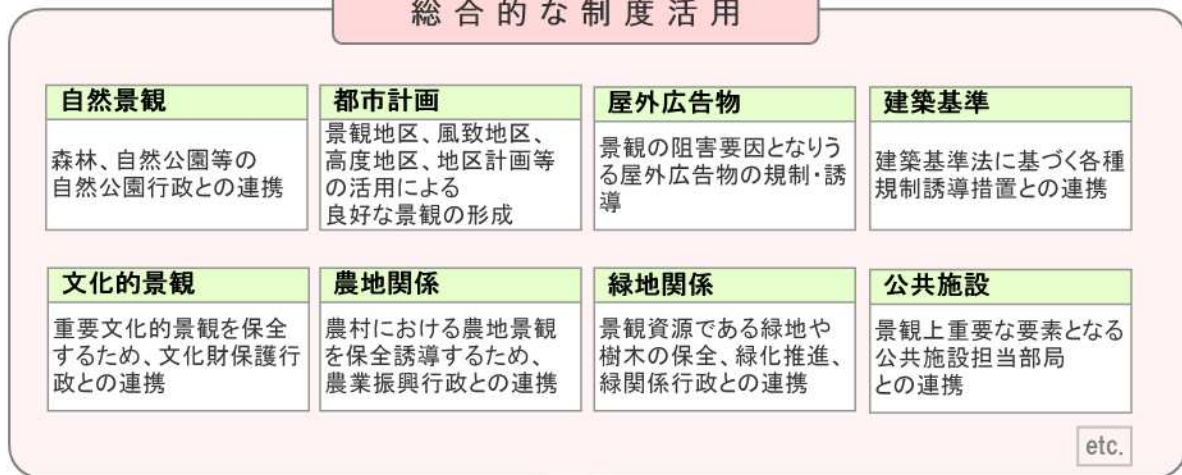 総合的な制度活用
自然景観
森林、自然公園等の
自然公園行政との連携
都市計画
景観地区、風致地区、
高度地区、地区計画等
の活用による
良好な景観の形成
屋外広告物
景観の阻害要因となりう
る屋外広告物の規制・誘
導
建築基準
建築基準法に基づく各種
規制誘導措置との連携
文化的景観
重要文化的景観を保全
するため、文化財保護行
政との連携
農地関係
農村における農地景観
を保全誘導するため、
農業振興行政との連携
緑地関係
景観資源である緑地や
樹木の保全、緑化推進、
緑関係行政との連携
公共施設
景観上重要な要素となる
公共施設担当部局
との連携
etc.